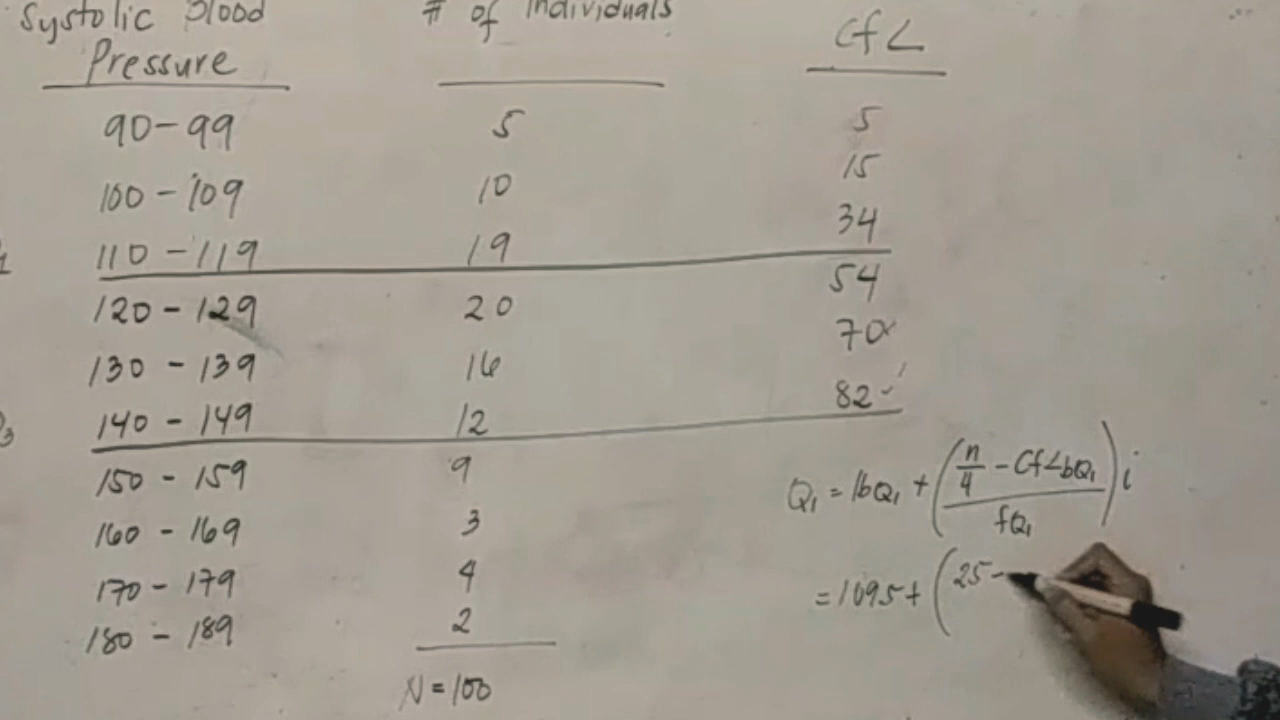 Systolic Blood # of Individuals Cf<
Pressure
90-99 5 5
100-109 10 15
110-119 19 34
120-129 20 54
130-139 16 70
140-149 12 82
150-159 9
160-169 3
170-179 4
180-189 2
N=100
Q₁ = lbQ₁ + (n/4 - Cf<bQ₁ / fQ₁) i
= 109.5 + (25 -